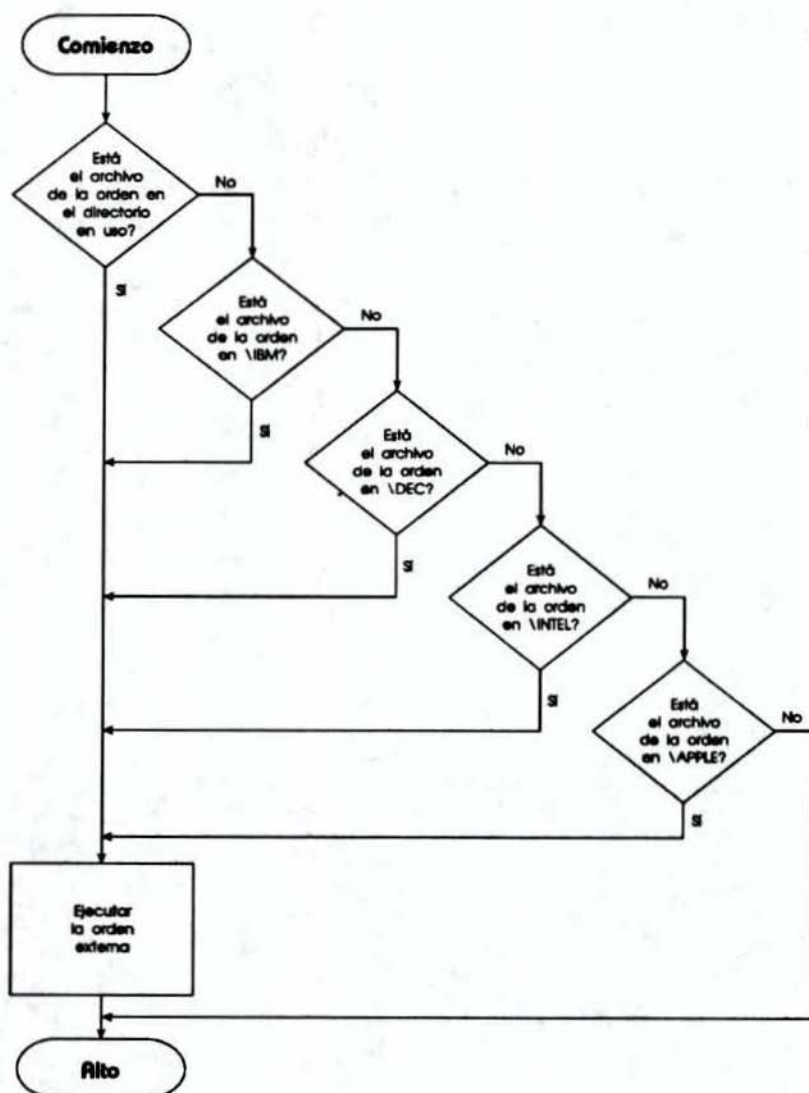 Comienzo
Está
el archivo
de la orden en
el directorio
en uso?
No
Sí
Está
el archivo
de la orden
en \IBM?
No
Sí
Está
el archivo
de la orden
en \DEC?
No
Sí
Está
el archivo
de la orden
en \INTEL?
No
Sí
Está
el archivo
de la orden
en \APPLE?
No
Sí
Ejecutar
la orden
externa
Alto